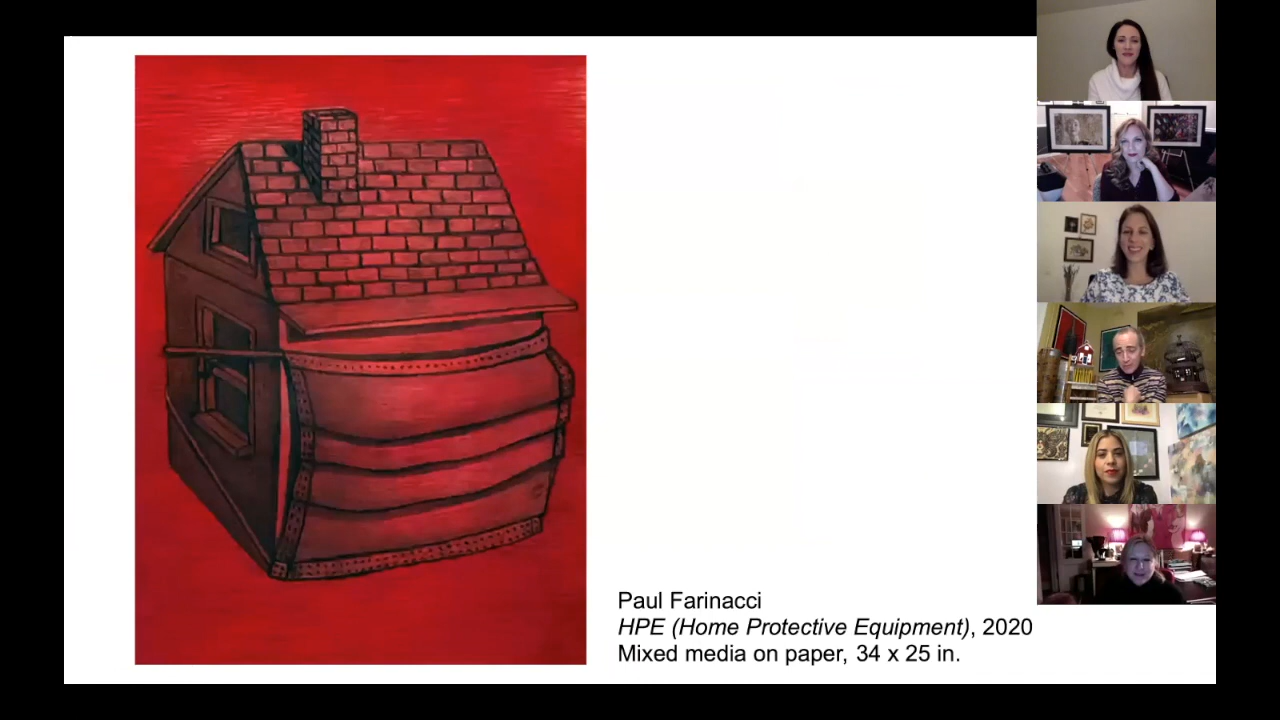 Paul Farinacci
HPE (Home Protective Equipment), 2020
Mixed media on paper, 34 x 25 in.